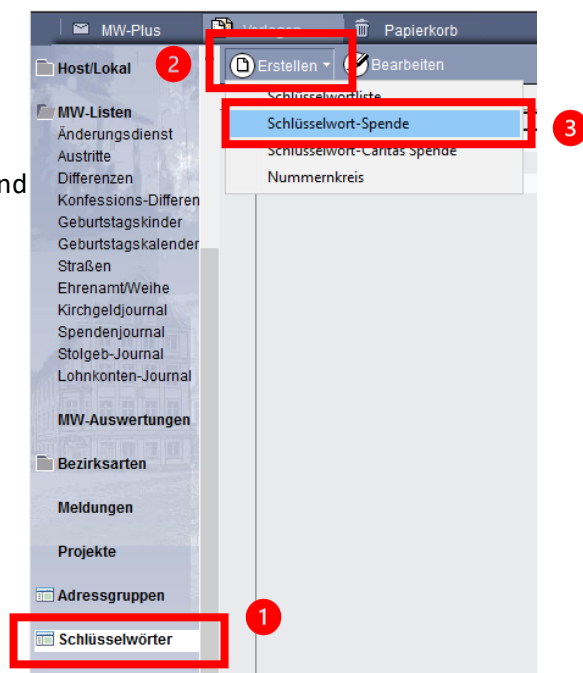 MW-Plus
Vorlagen
Papierkorb
2
Erstellen
Bearbeiten
Schlüsselwortliste
Schlüsselwort-Spende
3
Schlüsselwort-Caritas Spende
Nummernkreis
Host/Lokal
MW-Listen
Änderungsdienst
Austritte
nd
Differenzen
Konfessions-Differen
Geburtstagskinder
Geburtstagskalender
Straßen
Ehrenamt/Weihe
Kirchgeldjournal
Spendenjournal
Stolgeb-Journal
Lohnkonten-Journal
MW-Auswertungen
Bezirksarten
Meldungen
Projekte
Adressgruppen
1
Schlüsselwörter